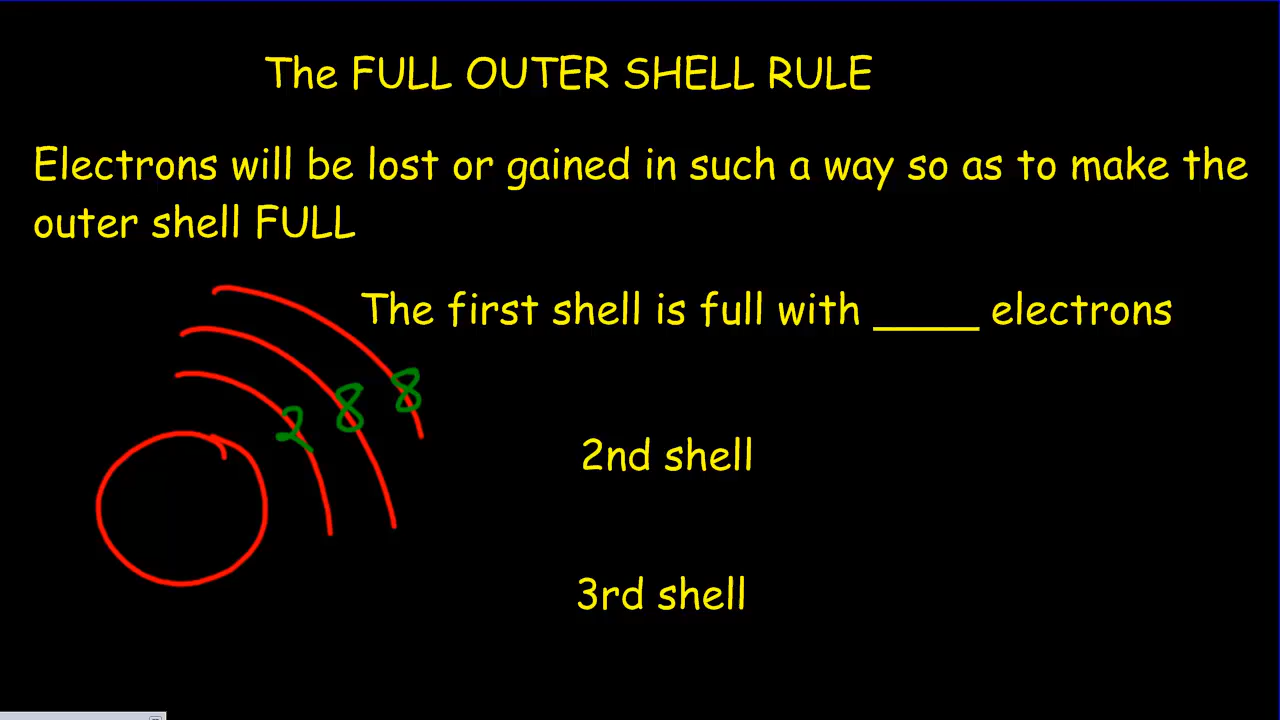 The FULL OUTER SHELL RULE
Electrons will be lost or gained in such a way so as to make the
outer shell FULL
The first shell is full with ____ electrons
2 8 8
2nd shell
3rd shell